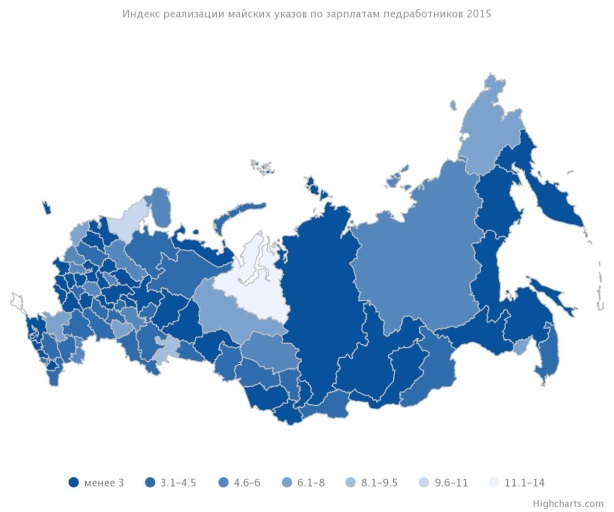 Индекс реализации майских указов по зарплатам педработников 2015
менее 3 3.1–4.5 4.6–6 6.1–8 8.1–9.5 9.6–11 11.1–14
Highcharts.com